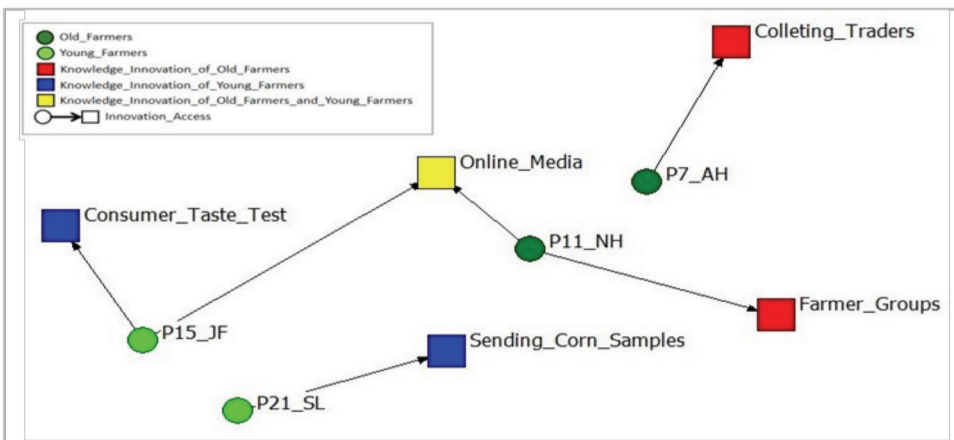 Old_Farmers
Young_Farmers
Knowledge_Innovation_of_Old_Farmers
Knowledge_Innovation_of_Young_Farmers
Knowledge_Innovation_of_Old_Farmers_and_Young_Farmers
Innovation_Access
Colleting_Traders
Online_Media
P7_AH
Consumer_Taste_Test
P11_NH
Farmer_Groups
P15_JF
Sending_Corn_Samples
P21_SL